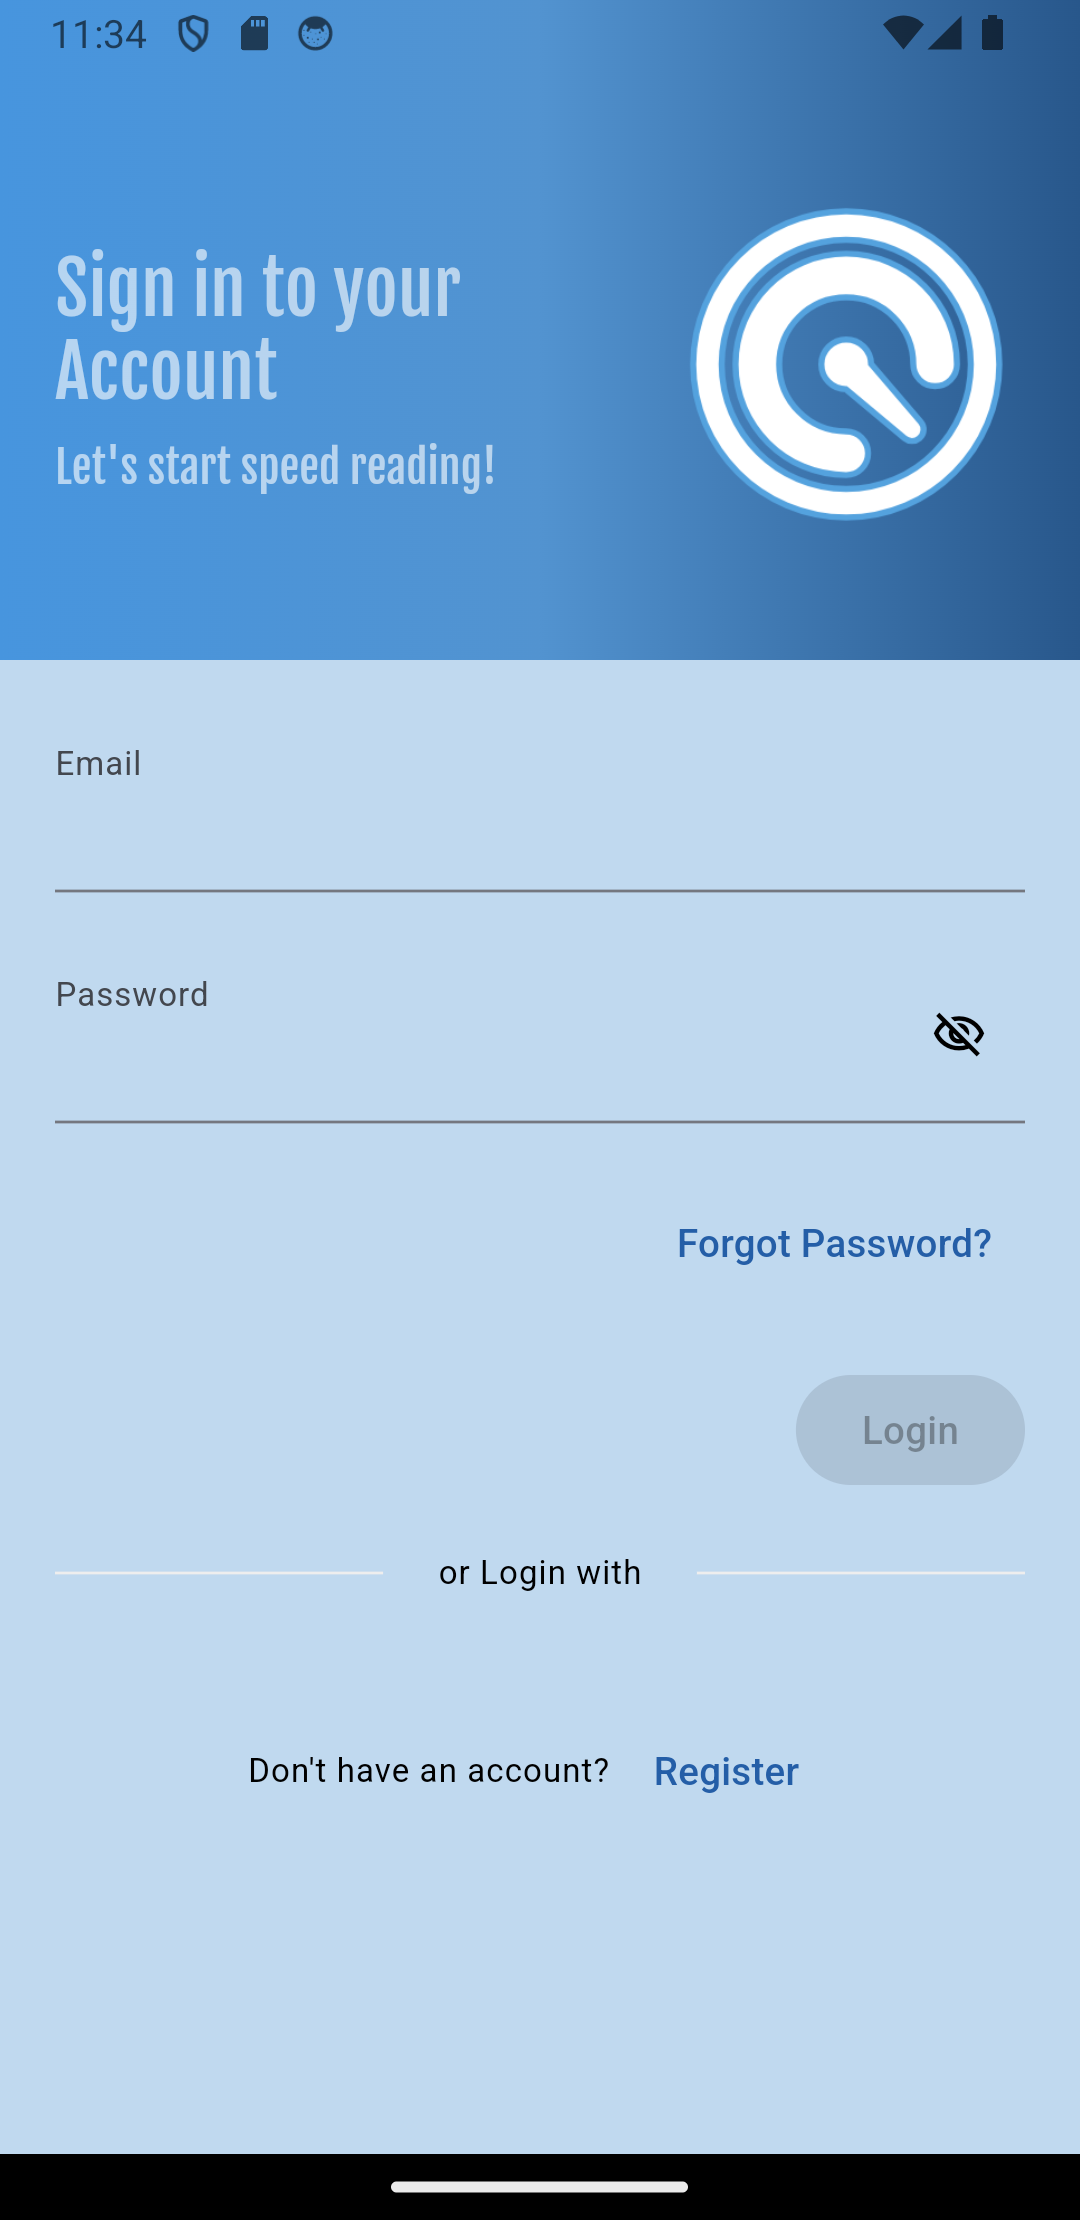 11:34
Sign in to your
Account
Let's start speed reading!
Email
Password
Forgot Password?
Login
or Login with
Don't have an account? Register